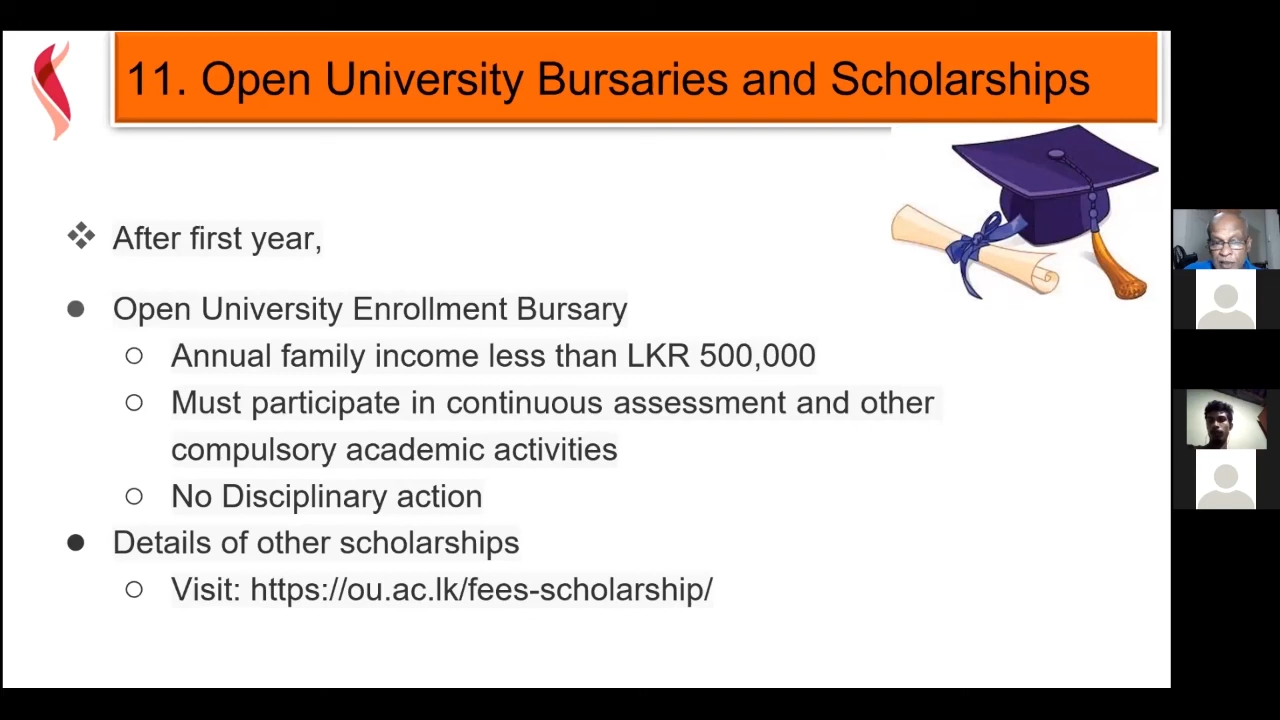 11. Open University Bursaries and Scholarships
❖ After first year,
● Open University Enrollment Bursary
○ Annual family income less than LKR 500,000
○ Must participate in continuous assessment and other
compulsory academic activities
○ No Disciplinary action
● Details of other scholarships
○ Visit: https://ou.ac.lk/fees-scholarship/